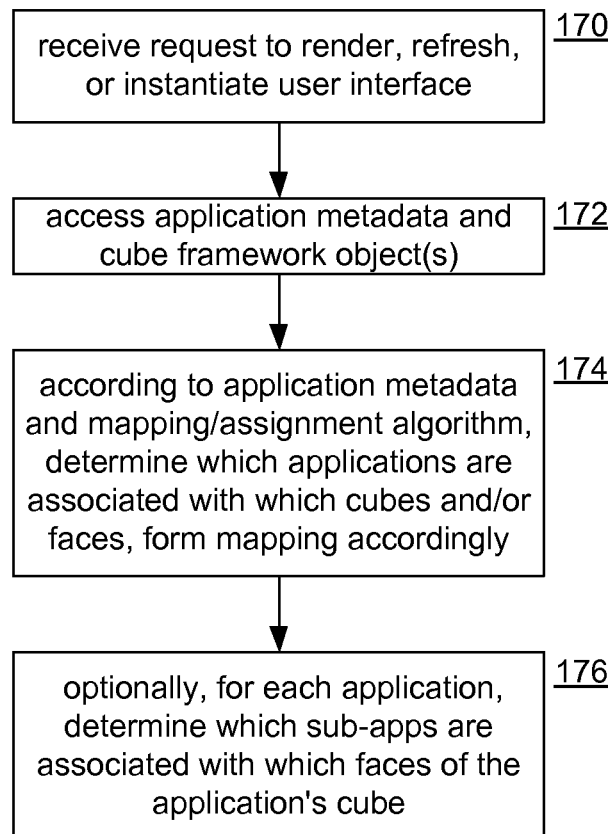 receive request to render, refresh,
or instantiate user interface
170
access application metadata and
cube framework object(s)
172
according to application metadata
and mapping/assignment algorithm,
determine which applications are
associated with which cubes and/or
faces, form mapping accordingly
174
optionally, for each application,
determine which sub-apps are
associated with which faces of the
application's cube
176